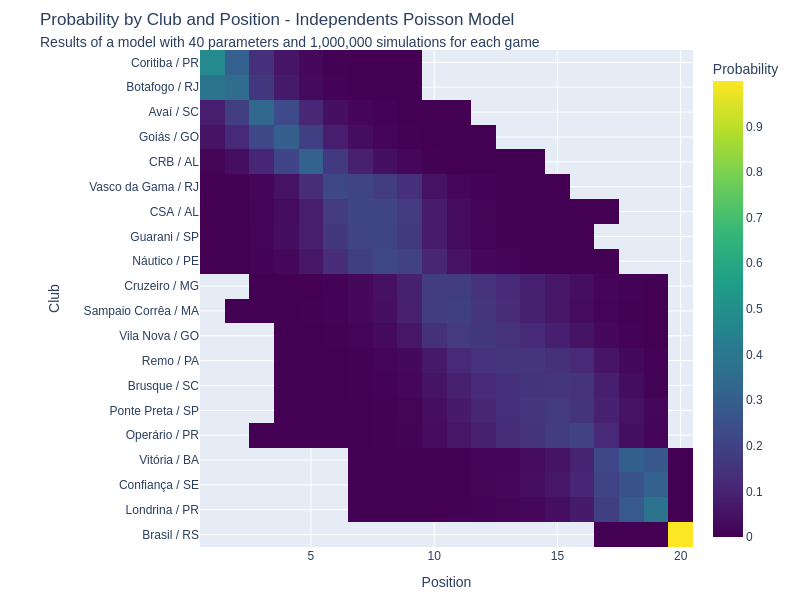 Probability by Club and Position - Independents Poisson Model
Results of a model with 40 parameters and 1,000,000 simulations for each game
Probability
Coritiba / PR
Botafogo / RJ
Avaí / SC
Goiás / GO
CRB / AL
Vasco da Gama / RJ
CSA / AL
Guarani / SP
Náutico / PE
Cruzeiro / MG
Sampaio Corrêa / MA
Vila Nova / GO
Remo / PA
Brusque / SC
Ponte Preta / SP
Operário / PR
Vitória / BA
Confiança / SE
Londrina / PR
Brasil / RS
Club
5
10
15
20
Position
0.9
0.8
0.7
0.6
0.5
0.4
0.3
0.2
0.1
0